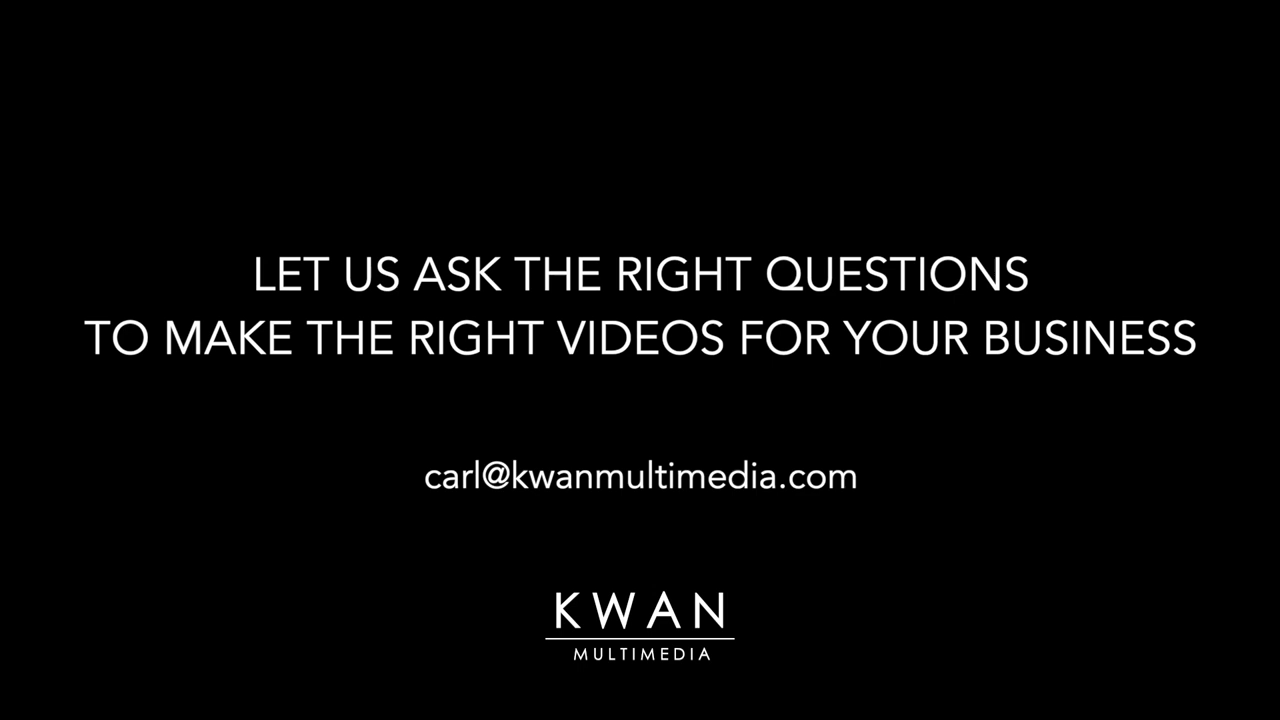 LET US ASK THE RIGHT QUESTIONS
TO MAKE THE RIGHT VIDEOS FOR YOUR BUSINESS
carl@kwanmultimedia.com
KWAN
MULTIMEDIA